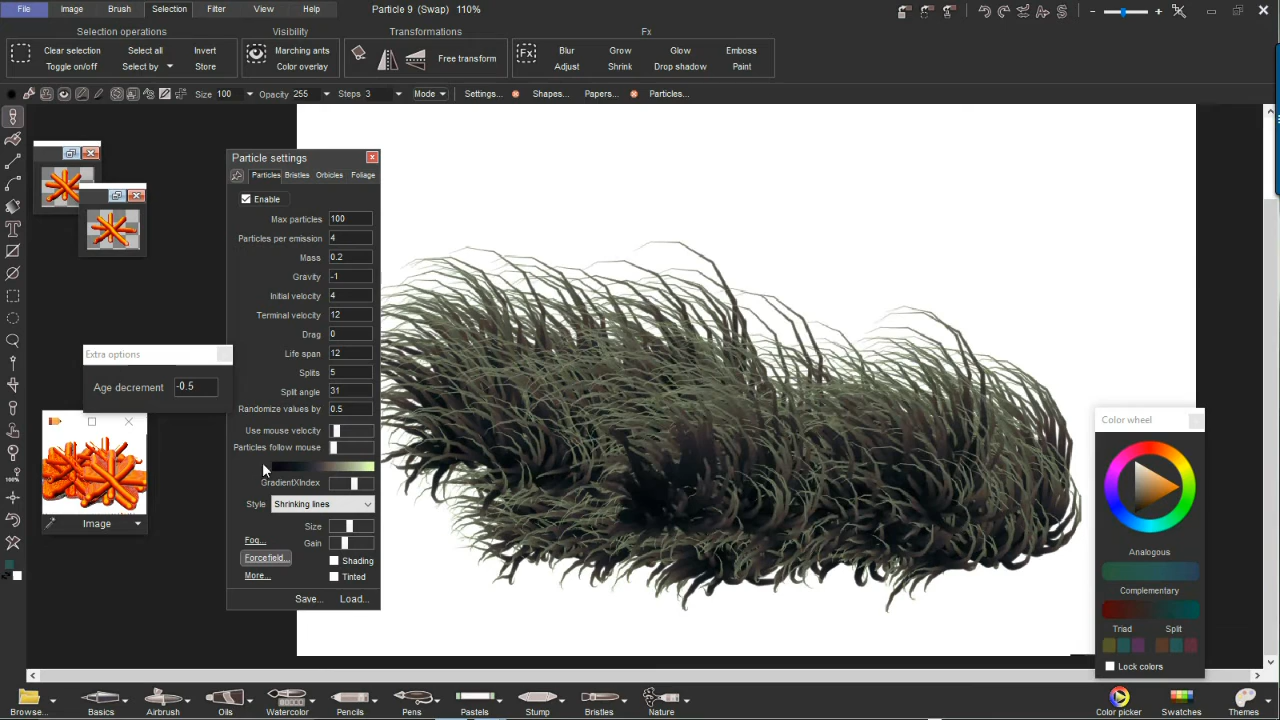 File Image Brush Selection Filter View Help Particle 9 (Swap) 110%
Selection operations Visibility Transformations Fx
Clear selection Select all Invert Marching ants Free transform Blur Grow Glow Emboss
Toggle on/off Select by Store Color overlay Adjust Shrink Drop shadow Paint
Size 100 Opacity 255 Steps 3 Mode Settings... Shapes... Papers... Particles...
Particle settings
Particles Bristles Orbicles Foliage
Enable
Max particles 100
Particles per emission 4
Mass 0.2
Gravity -1
Initial velocity 4
Terminal velocity 12
Drag 0
Life span 12
Splits 5
Split angle 31
Randomize values by 0.5
Use mouse velocity
Particles follow mouse
GradientXIndex
Style Shrinking lines
Size
Gain
Fog...
Forcefield... Shading
More... Tinted
Save... Load...
Extra options
Age decrement -0.5
Image
Color wheel
Analogous
Complementary
Triad Split
Lock colors
100%
Browse... Basics Airbrush Oils Watercolor Pencils Pens Pastels Stump Bristles Nature Color picker Swatches Themes